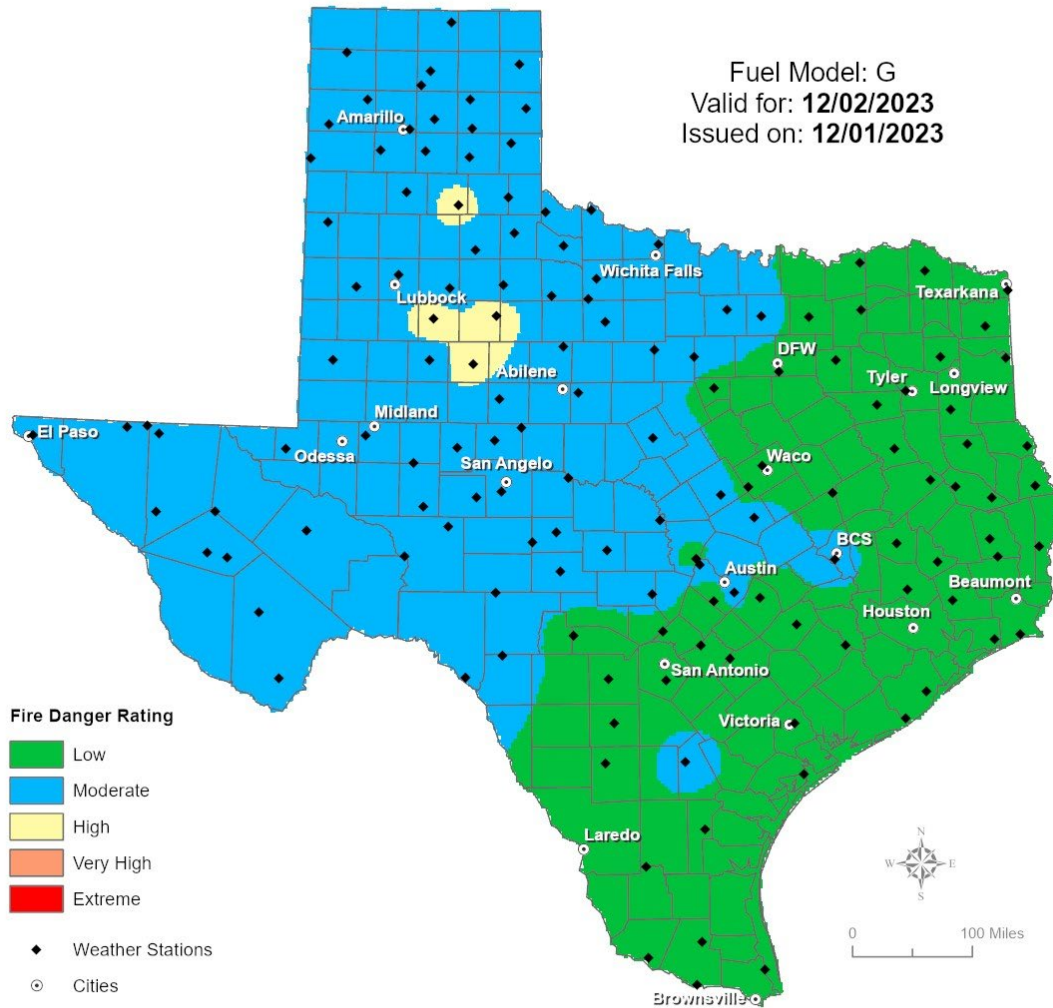 Fuel Model: G
Valid for: 12/02/2023
Issued on: 12/01/2023
Amarillo
Wichita Falls
Lubbock
Texarkana
DFW
Abilene
Tyler
Longview
Midland
El Paso
Odessa
San Angelo
Waco
BCS
Austin
Beaumont
Houston
San Antonio
Victoria
Laredo
Brownsville
Fire Danger Rating
Low
Moderate
High
Very High
Extreme
Weather Stations
Cities
N
W E
S
0 100 Miles